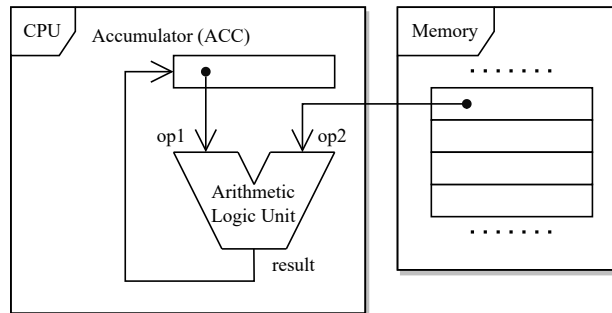 CPU
Accumulator (ACC)
Memory
op1
op2
Arithmetic
Logic Unit
result